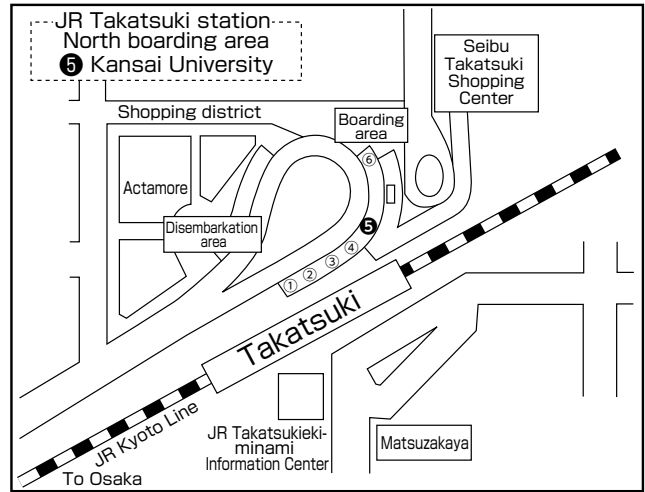 JR Takatsuki station
North boarding area
❺ Kansai University
Seibu
Takatsuki
Shopping
Center
Shopping district
Boarding
area
⑥
Actamore
Disembarkation
area
❺
④
③
②
①
Takatsuki
JR Kyoto Line
To Osaka
JR Takatsukieki-
minami
Information Center
Matsuzakaya